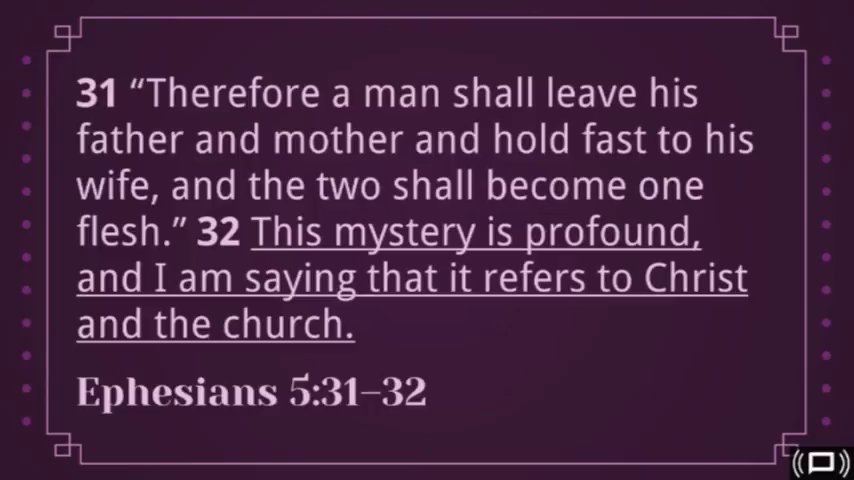 31 “Therefore a man shall leave his
father and mother and hold fast to his
wife, and the two shall become one
flesh.” 32 This mystery is profound,
and I am saying that it refers to Christ
and the church.
Ephesians 5:31–32